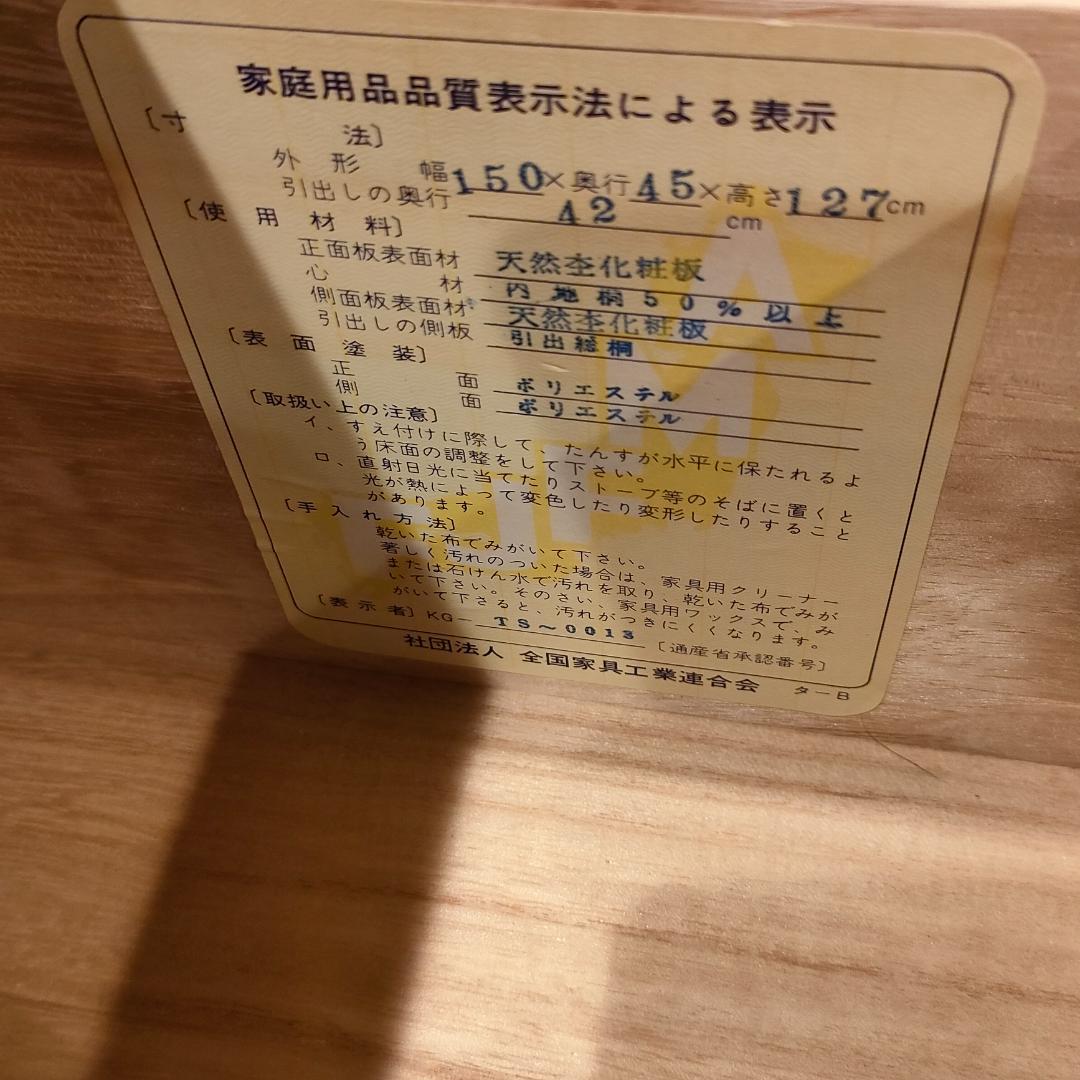 家庭用品品質表示法による表示
〔寸 法〕
外形 幅150×奥行45×高さ127cm
引出しの奥行 42 cm
〔使用材料〕
正面板表面材 天然杢化粧板
心材 内地桐50%以上
側面板表面材 天然杢化粧板
引出しの側板 引出総桐
〔表面塗装〕
正面 ポリエステル
側面 ポリエステル
〔取扱い上の注意〕
イ、すえ付けに際して、たんすが水平に保たれるよ
う床面の調整をして下さい。
ロ、直射日光に当てたりストーブ等のそばに置くと
光が熱によって変色したり変形したりすること
があります。
〔手入れ方法〕
乾いた布でみがいて下さい。
著しく汚れのついた場合は、家具用クリーナー
または石けん水で汚れを取り、乾いた布でみが
いて下さい。そのさい、家具用ワックスで、み
がいて下さると、汚れがつきにくくなります。
〔表示者〕KG− TS〜0013 〔通産省承認番号〕
社団法人 全国家具工業連合会 タ−B